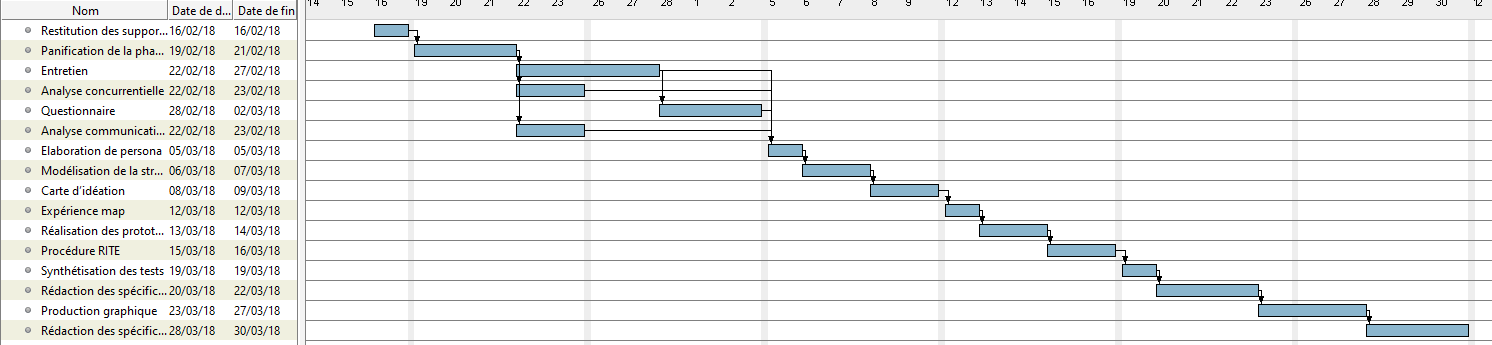 Nom Date de d... Date de fin 14 15 16 19 20 21 22 23 26 27 28 1 2 5 6 7 8 9 12 13 14 15 16 19 20 21 22 23 26 27 28 29 30 2
Restitution des suppor... 16/02/18 16/02/18
Panification de la pha... 19/02/18 21/02/18
Entretien 22/02/18 27/02/18
Analyse concurrentielle 22/02/18 23/02/18
Questionnaire 28/02/18 02/03/18
Analyse communicati... 22/02/18 23/02/18
Elaboration de persona 05/03/18 05/03/18
Modélisation de la str... 06/03/18 07/03/18
Carte d'idéation 08/03/18 09/03/18
Expérience map 12/03/18 12/03/18
Réalisation des protot... 13/03/18 14/03/18
Procédure RITE 15/03/18 16/03/18
Synthétisation des tests 19/03/18 19/03/18
Rédaction des spécific... 20/03/18 22/03/18
Production graphique 23/03/18 27/03/18
Rédaction des spécific... 28/03/18 30/03/18